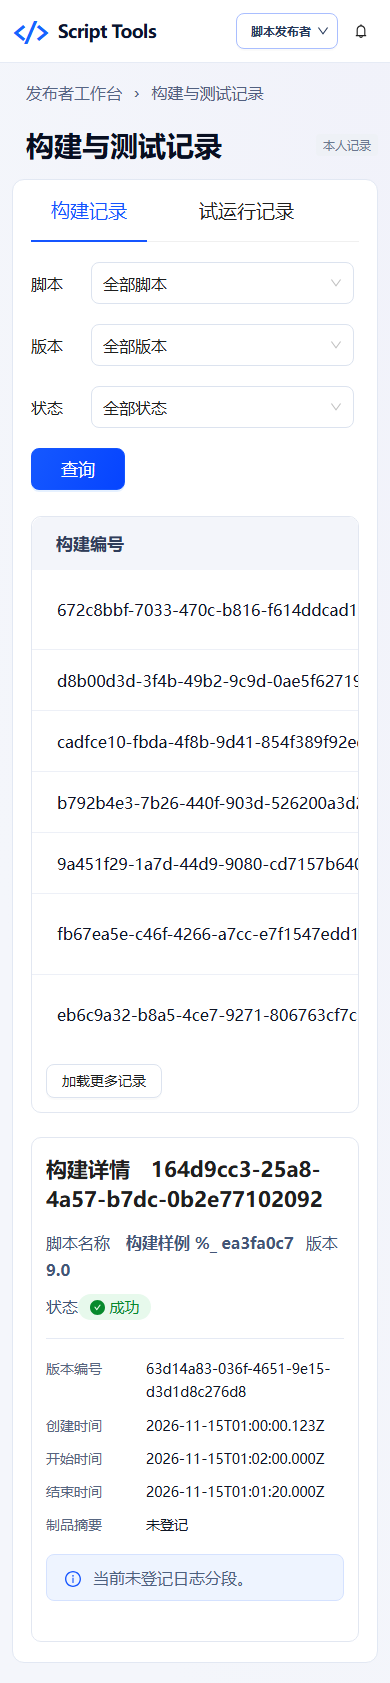 Script Tools
脚本发布者
发布者工作台 › 构建与测试记录
构建与测试记录
本人记录
构建记录 试运行记录
脚本 全部脚本
版本 全部版本
状态 全部状态
查询
构建编号
672c8bbf-7033-470c-b816-f614ddcad1
d8b00d3d-3f4b-49b2-9c9d-0ae5f62719
cadfce10-fbda-4f8b-9d41-854f389f92e
b792b4e3-7b26-440f-903d-526200a3d
9a451f29-1a7d-44d9-9080-cd7157b640
fb67ea5e-c46f-4266-a7cc-e7f1547edd1
eb6c9a32-b8a5-4ce7-9271-806763cf7c
加载更多记录
构建详情 164d9cc3-25a8-
4a57-b7dc-0b2e77102092
脚本名称 构建样例 %_ ea3fa0c7 版本
9.0
状态 成功
版本编号 63d14a83-036f-4651-9e15-
d3d1d8c276d8
创建时间 2026-11-15T01:00:00.123Z
开始时间 2026-11-15T01:02:00.000Z
结束时间 2026-11-15T01:01:20.000Z
制品摘要 未登记
当前未登记日志分段。